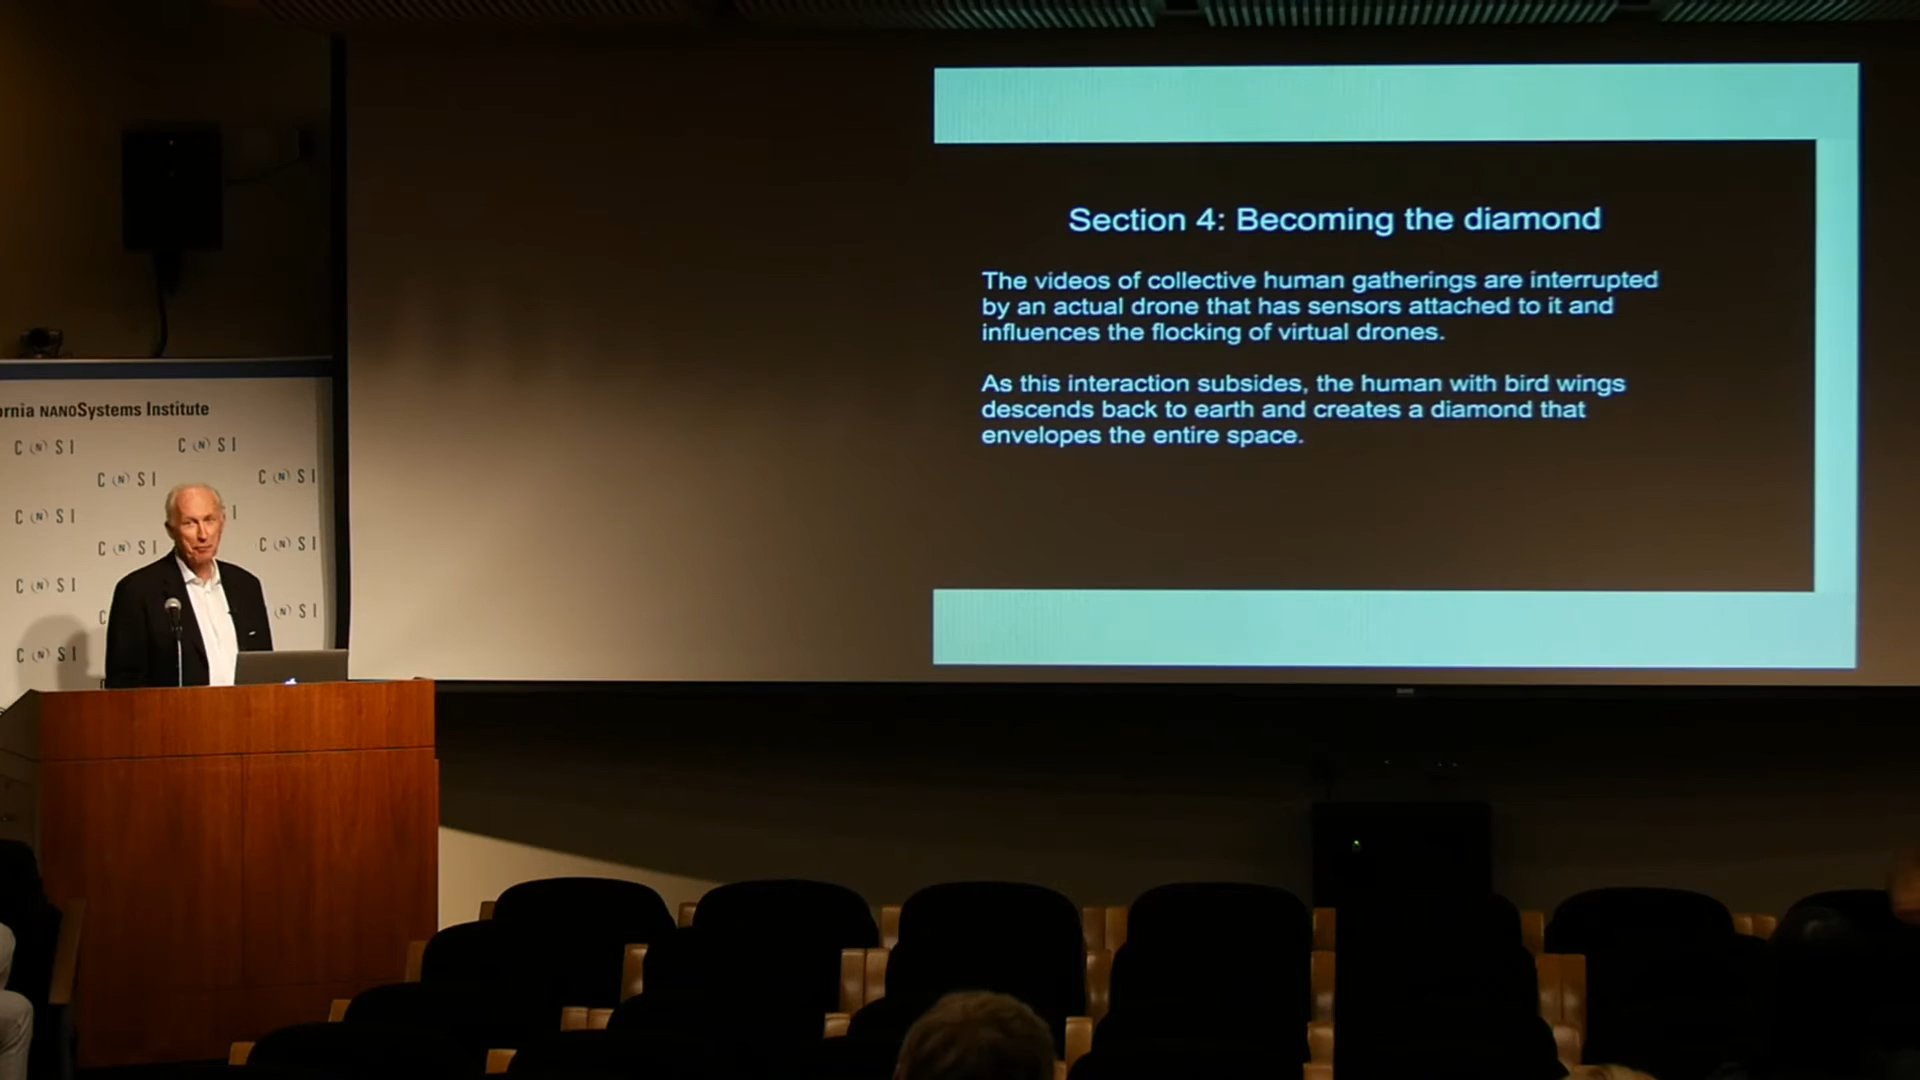 Section 4: Becoming the diamond
The videos of collective human gatherings are interrupted
by an actual drone that has sensors attached to it and
influences the flocking of virtual drones.
As this interaction subsides, the human with bird wings
descends back to earth and creates a diamond that
envelopes the entire space.
ornia NANOSystems Institute
C N S I C N S I
C N S I C N S I
C N S I S I
C N S I C N S I
C N S I
C N S I
C N S I